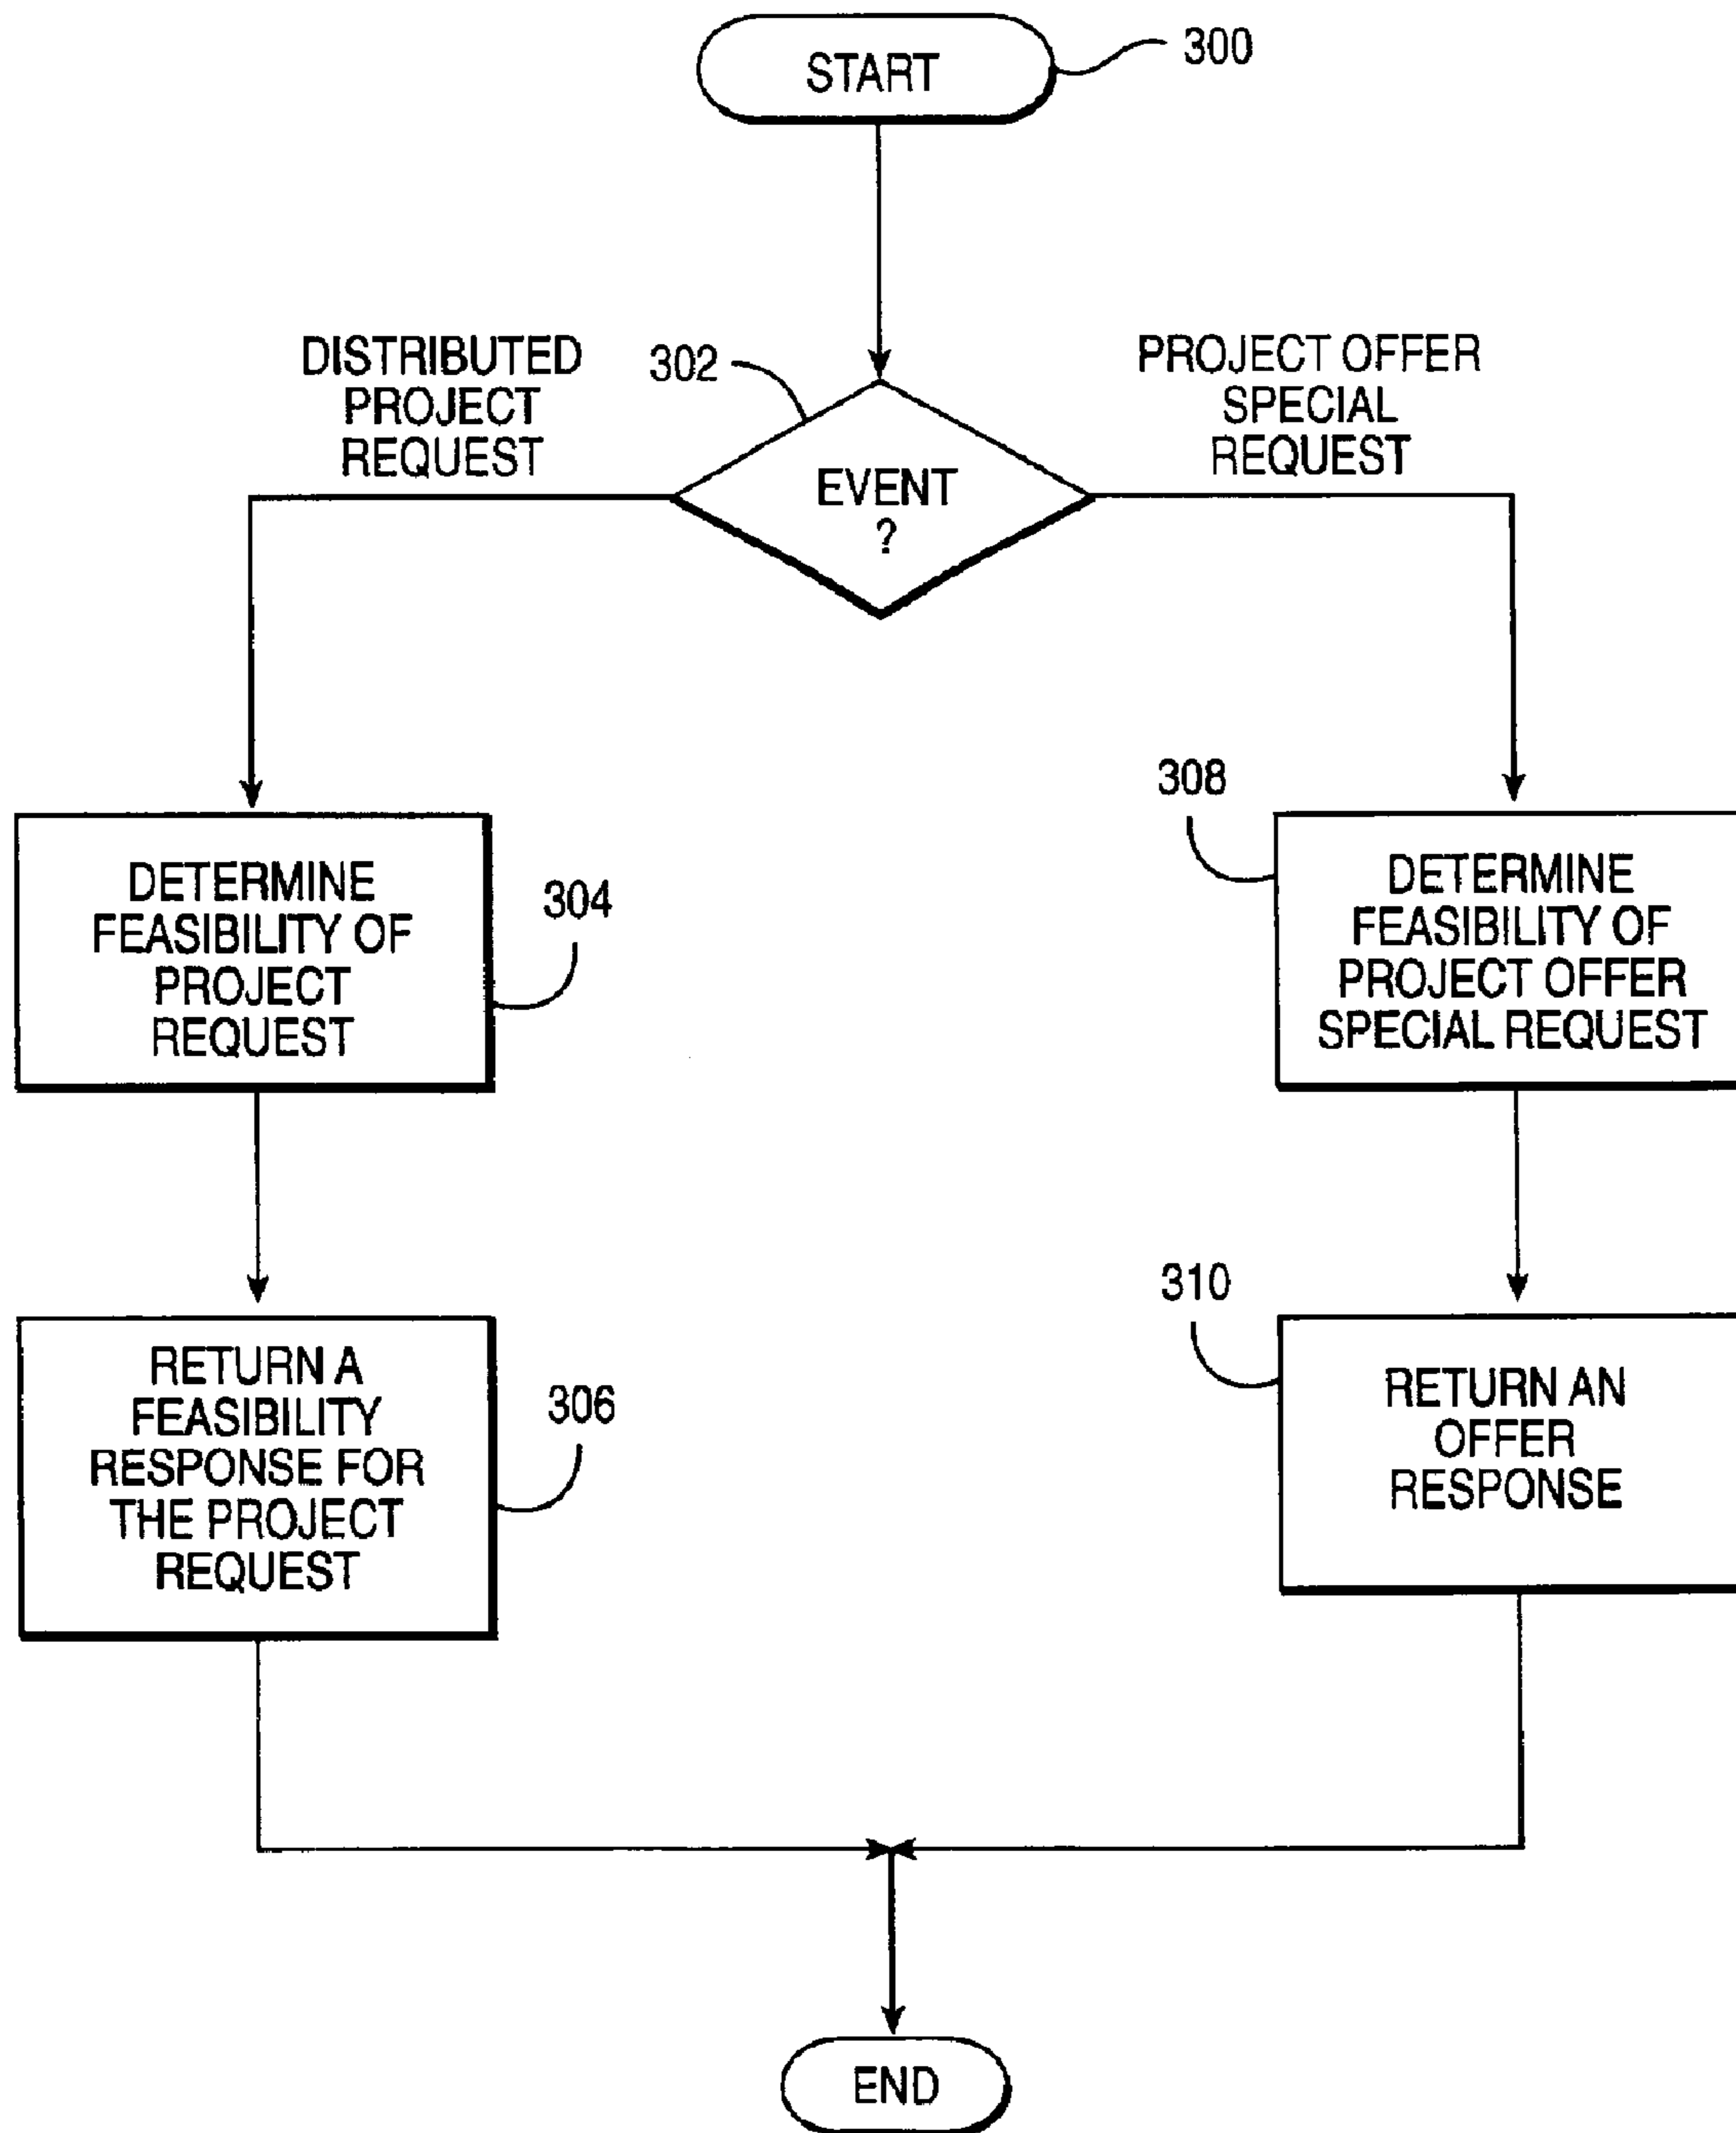 START
300
DISTRIBUTED
PROJECT
REQUEST
302
PROJECT OFFER
SPECIAL
REQUEST
EVENT
?
DETERMINE
FEASIBILITY OF
PROJECT
REQUEST
304
308
DETERMINE
FEASIBILITY OF
PROJECT OFFER
SPECIAL REQUEST
RETURN A
FEASIBILITY
RESPONSE FOR
THE PROJECT
REQUEST
306
310
RETURN AN
OFFER
RESPONSE
END